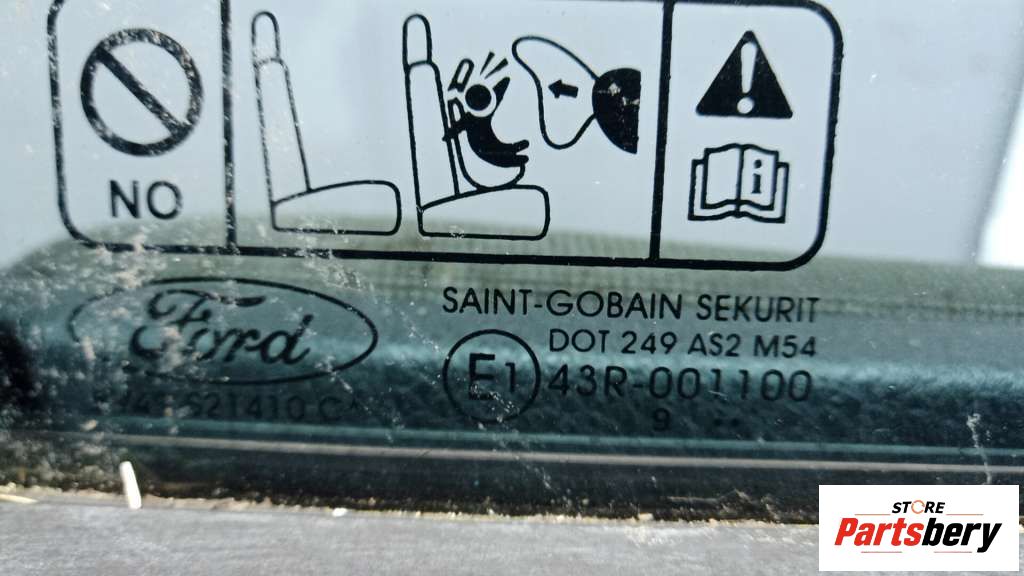 NO
i
Ford
SAINT-GOBAIN SEKURIT
DOT 249 AS2 M54
E1
43R-001100
9 ..
STORE
Partsbery